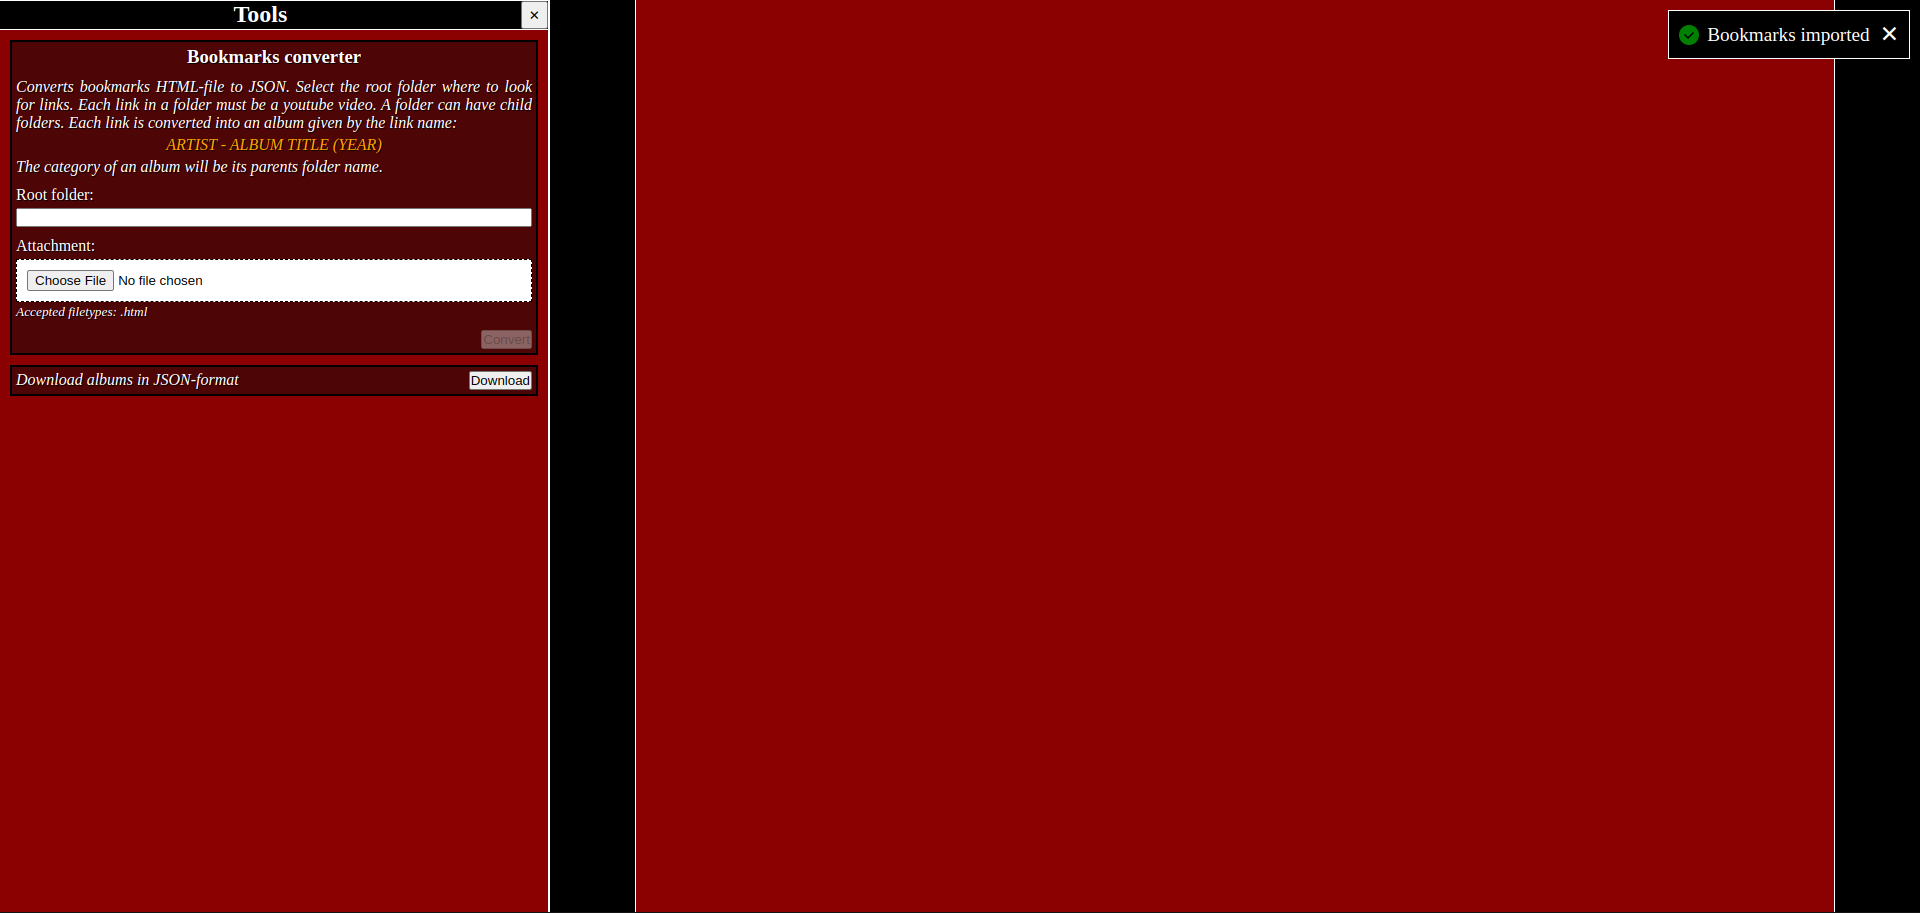 Tools
×
Bookmarks imported ✕
Bookmarks converter
Converts bookmarks HTML-file to JSON. Select the root folder where to look
for links. Each link in a folder must be a youtube video. A folder can have child
folders. Each link is converted into an album given by the link name:
ARTIST - ALBUM TITLE (YEAR)
The category of an album will be its parents folder name.
Root folder:
Attachment:
Choose File No file chosen
Accepted filetypes: .html
Convert
Download albums in JSON-format
Download